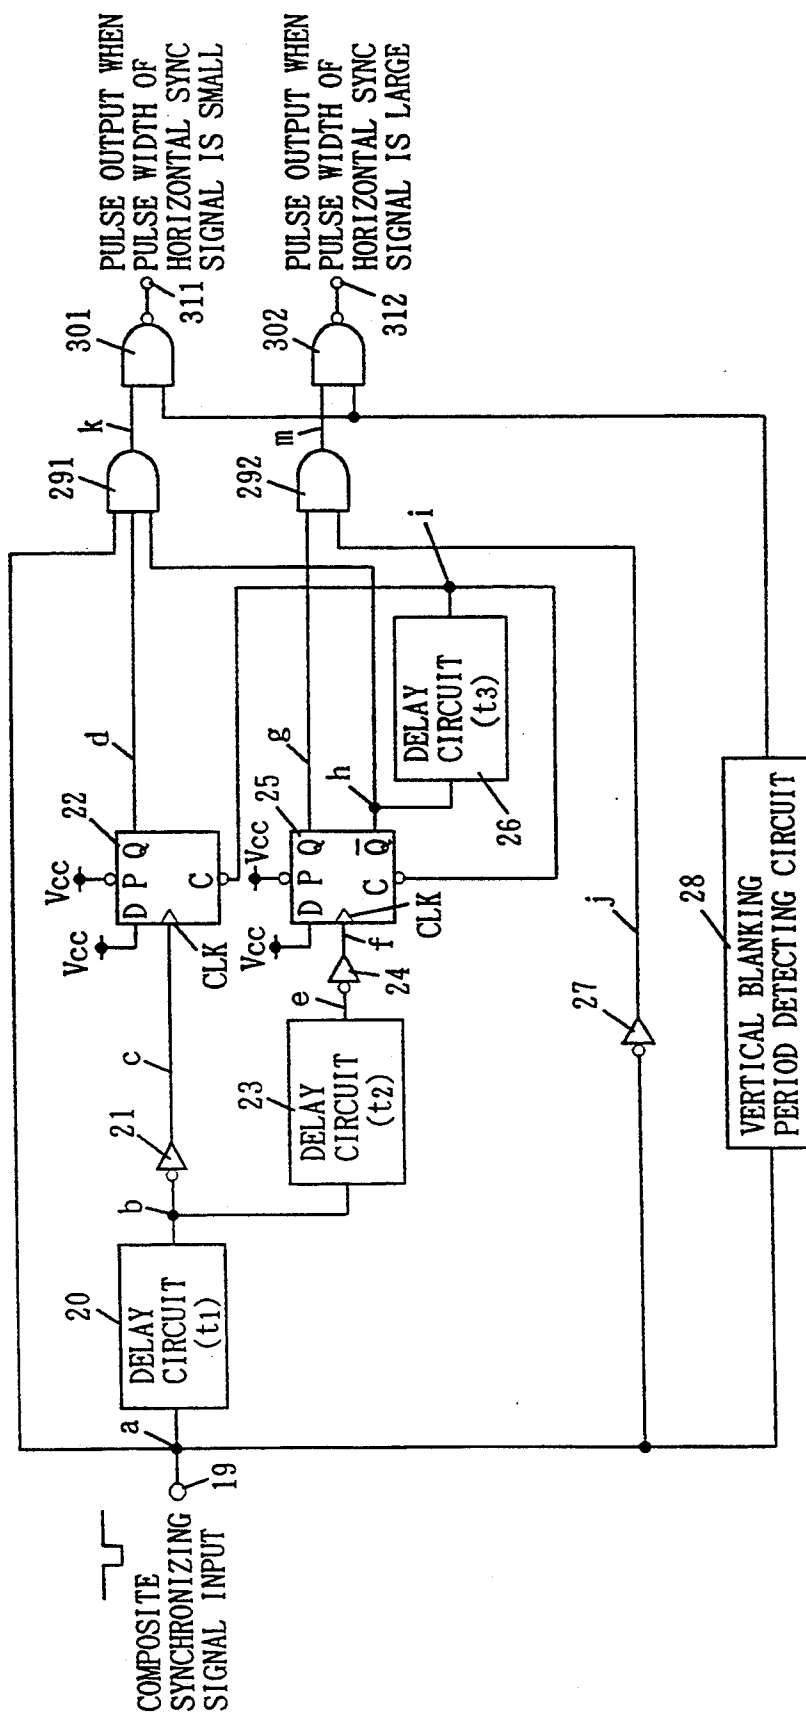 COMPOSITE
SYNCHRONIZING
SIGNAL INPUT
19
a
20
DELAY
CIRCUIT
(t1)
b
21
c
23
DELAY
CIRCUIT
(t2)
e
24
f
CLK
Vcc
Vcc
22
D P Q
C
CLK
Vcc
Vcc
25
D P Q
C Q
d
g
h
26
DELAY
CIRCUIT
(t3)
i
27
j
28
VERTICAL BLANKING
PERIOD DETECTING CIRCUIT
291
k
292
m
301
311
PULSE OUTPUT WHEN
PULSE WIDTH OF
HORIZONTAL SYNC
SIGNAL IS SMALL
302
312
PULSE OUTPUT WHEN
PULSE WIDTH OF
HORIZONTAL SYNC
SIGNAL IS LARGE